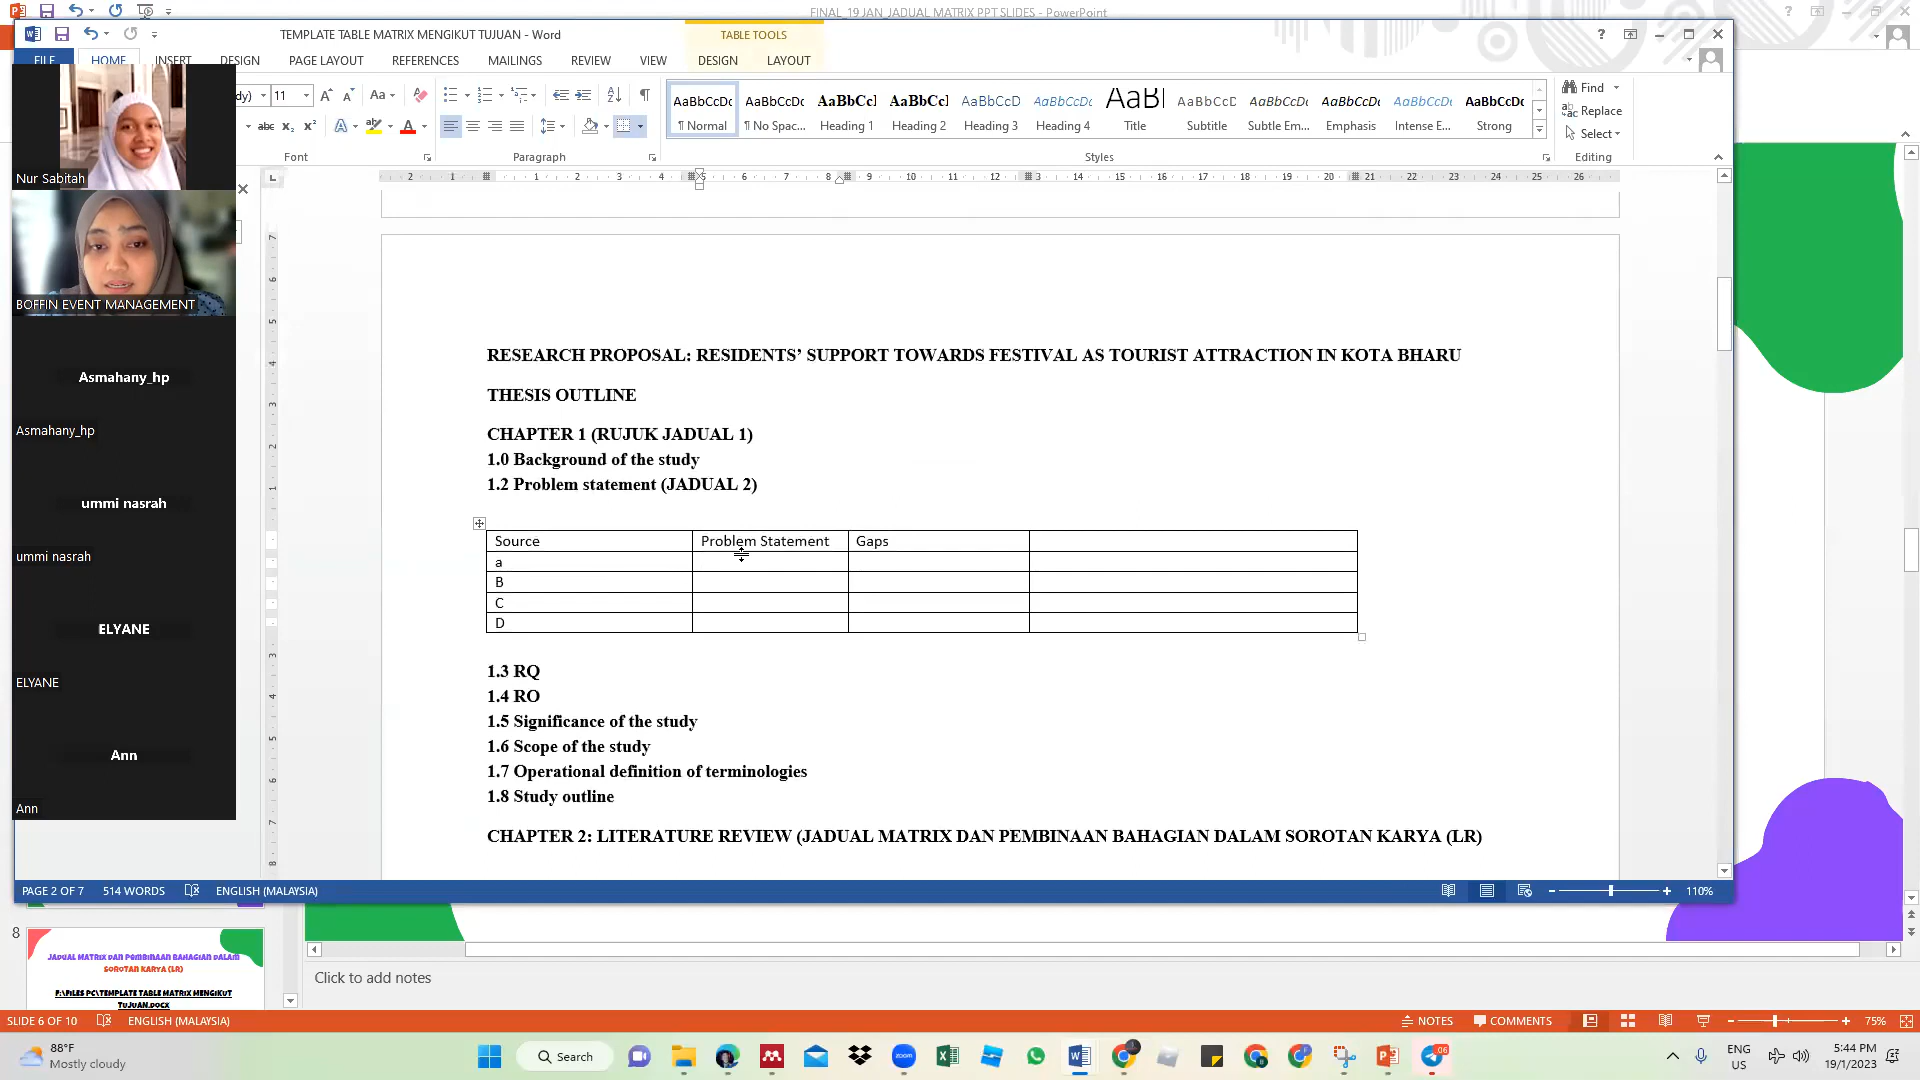 FINAL_19 JAN_JADUAL MATRIX PPT SLIDES - PowerPoint
TEMPLATE TABLE MATRIX MENGIKUT TUJUAN - Word
TABLE TOOLS
FILE HOME INSERT DESIGN PAGE LAYOUT REFERENCES MAILINGS REVIEW VIEW DESIGN LAYOUT
11
Find
Replace
Select
AaBbCcDc AaBbCcDc AaBbCcI AaBbCcI AaBbCcD AaBbCcDc AaBI AaBbCcD AaBbCcDc AaBbCcDc AaBbCcDc AaBbCcDc
¶ Normal ¶ No Spac... Heading 1 Heading 2 Heading 3 Heading 4 Title Subtitle Subtle Em... Emphasis Intense E... Strong
Font Paragraph Styles Editing
Nur Sabitah
BOFFIN EVENT MANAGEMENT
Asmahany_hp
Asmahany_hp
ummi nasrah
ummi nasrah
ELYANE
ELYANE
Ann
Ann
RESEARCH PROPOSAL: RESIDENTS’ SUPPORT TOWARDS FESTIVAL AS TOURIST ATTRACTION IN KOTA BHARU
THESIS OUTLINE
CHAPTER 1 (RUJUK JADUAL 1)
1.0 Background of the study
1.2 Problem statement (JADUAL 2)
Source Problem Statement Gaps
a
B
C
D
1.3 RQ
1.4 RO
1.5 Significance of the study
1.6 Scope of the study
1.7 Operational definition of terminologies
1.8 Study outline
CHAPTER 2: LITERATURE REVIEW (JADUAL MATRIX DAN PEMBINAAN BAHAGIAN DALAM SOROTAN KARYA (LR)
PAGE 2 OF 7 514 WORDS ENGLISH (MALAYSIA) 110%
8
JADUAL MATRIX DAN PEMBINAAN BAHAGIAN DALAM
SOROTAN KARYA (LR)
F:\FILES PC\TEMPLATE TABLE MATRIX MENGIKUT
TUJUAN.DOCX
Click to add notes
SLIDE 6 OF 10 ENGLISH (MALAYSIA) NOTES COMMENTS 75%
88°F
Mostly cloudy
Search
ENG
US
5:44 PM
19/1/2023